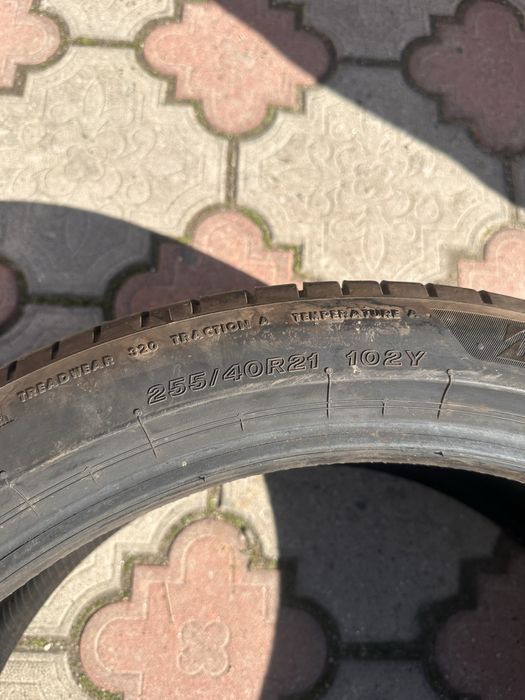 TREADWEAR 320 TRACTION A TEMPERATURE A
255/40R21 102Y